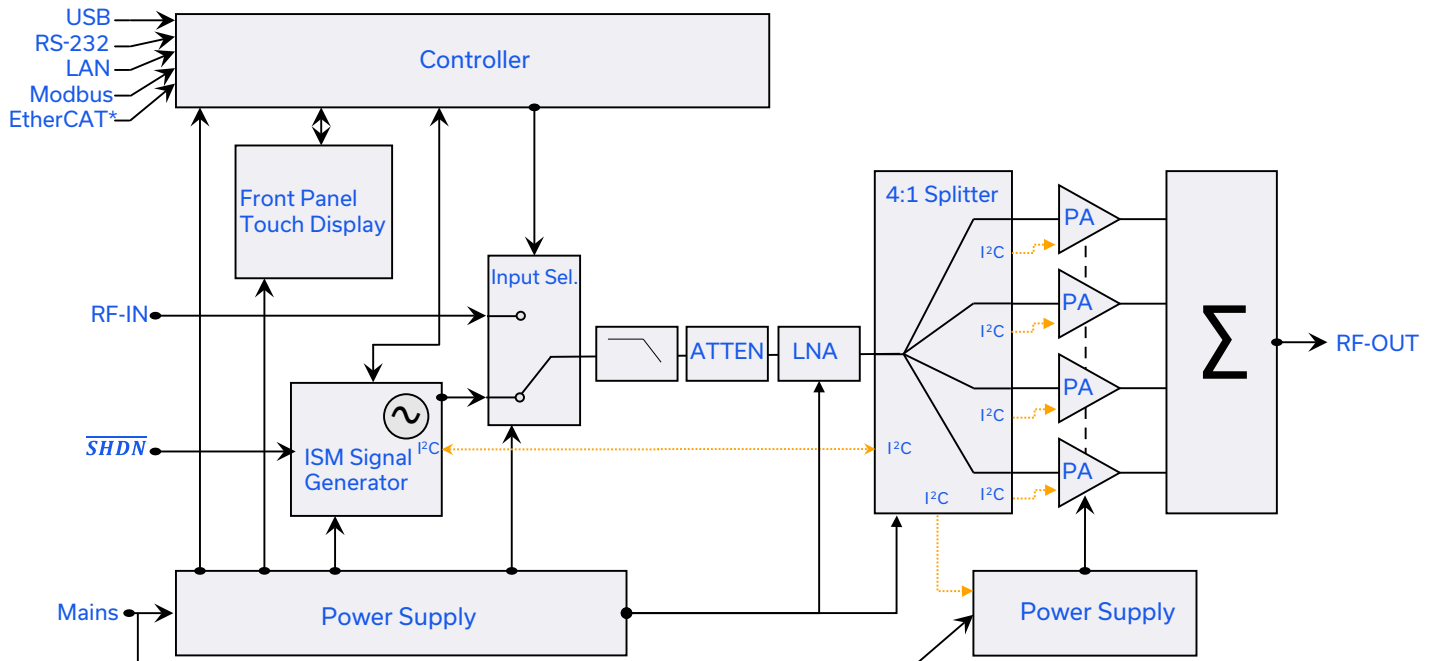 USB
RS-232
LAN
Modbus
EtherCAT*
Controller
Front Panel
Touch Display
Input Sel.
RF-IN
SHDN
ISM Signal
Generator
I²C
ATTEN
LNA
4:1 Splitter
I²C
I²C
I²C
I²C
I²C
I²C
PA
PA
PA
PA
Σ
RF-OUT
Mains
Power Supply
Power Supply